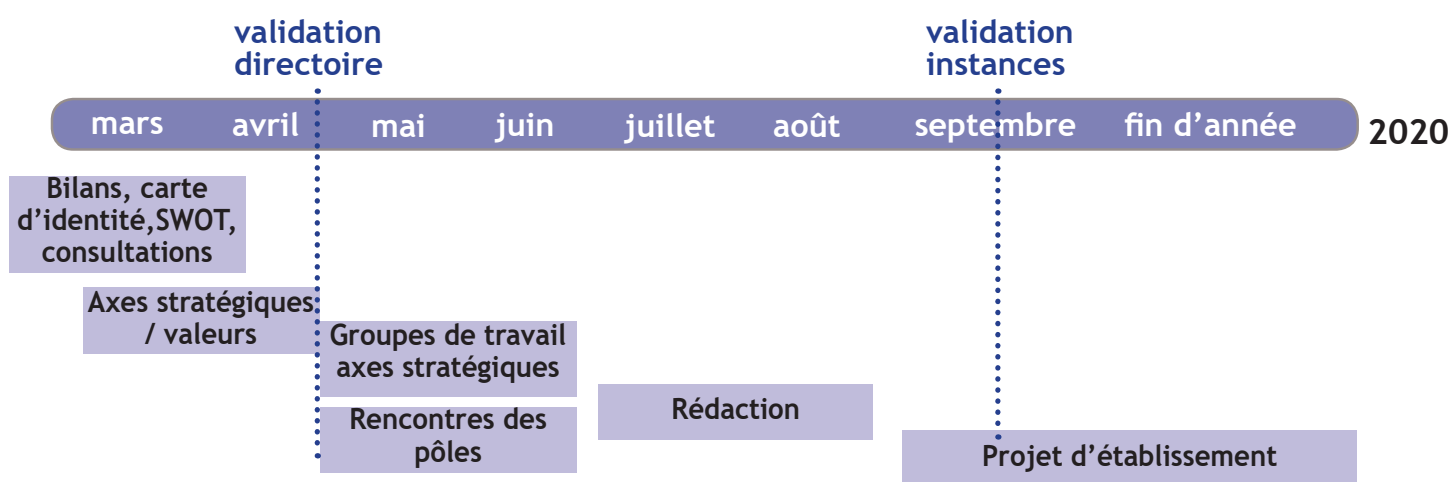 validation
directoire
validation
instances
mars avril mai juin juillet août septembre fin d’année 2020
Bilans, carte
d’identité,SWOT,
consultations
Axes stratégiques
/ valeurs
Groupes de travail
axes stratégiques
Rencontres des
pôles
Rédaction
Projet d’établissement